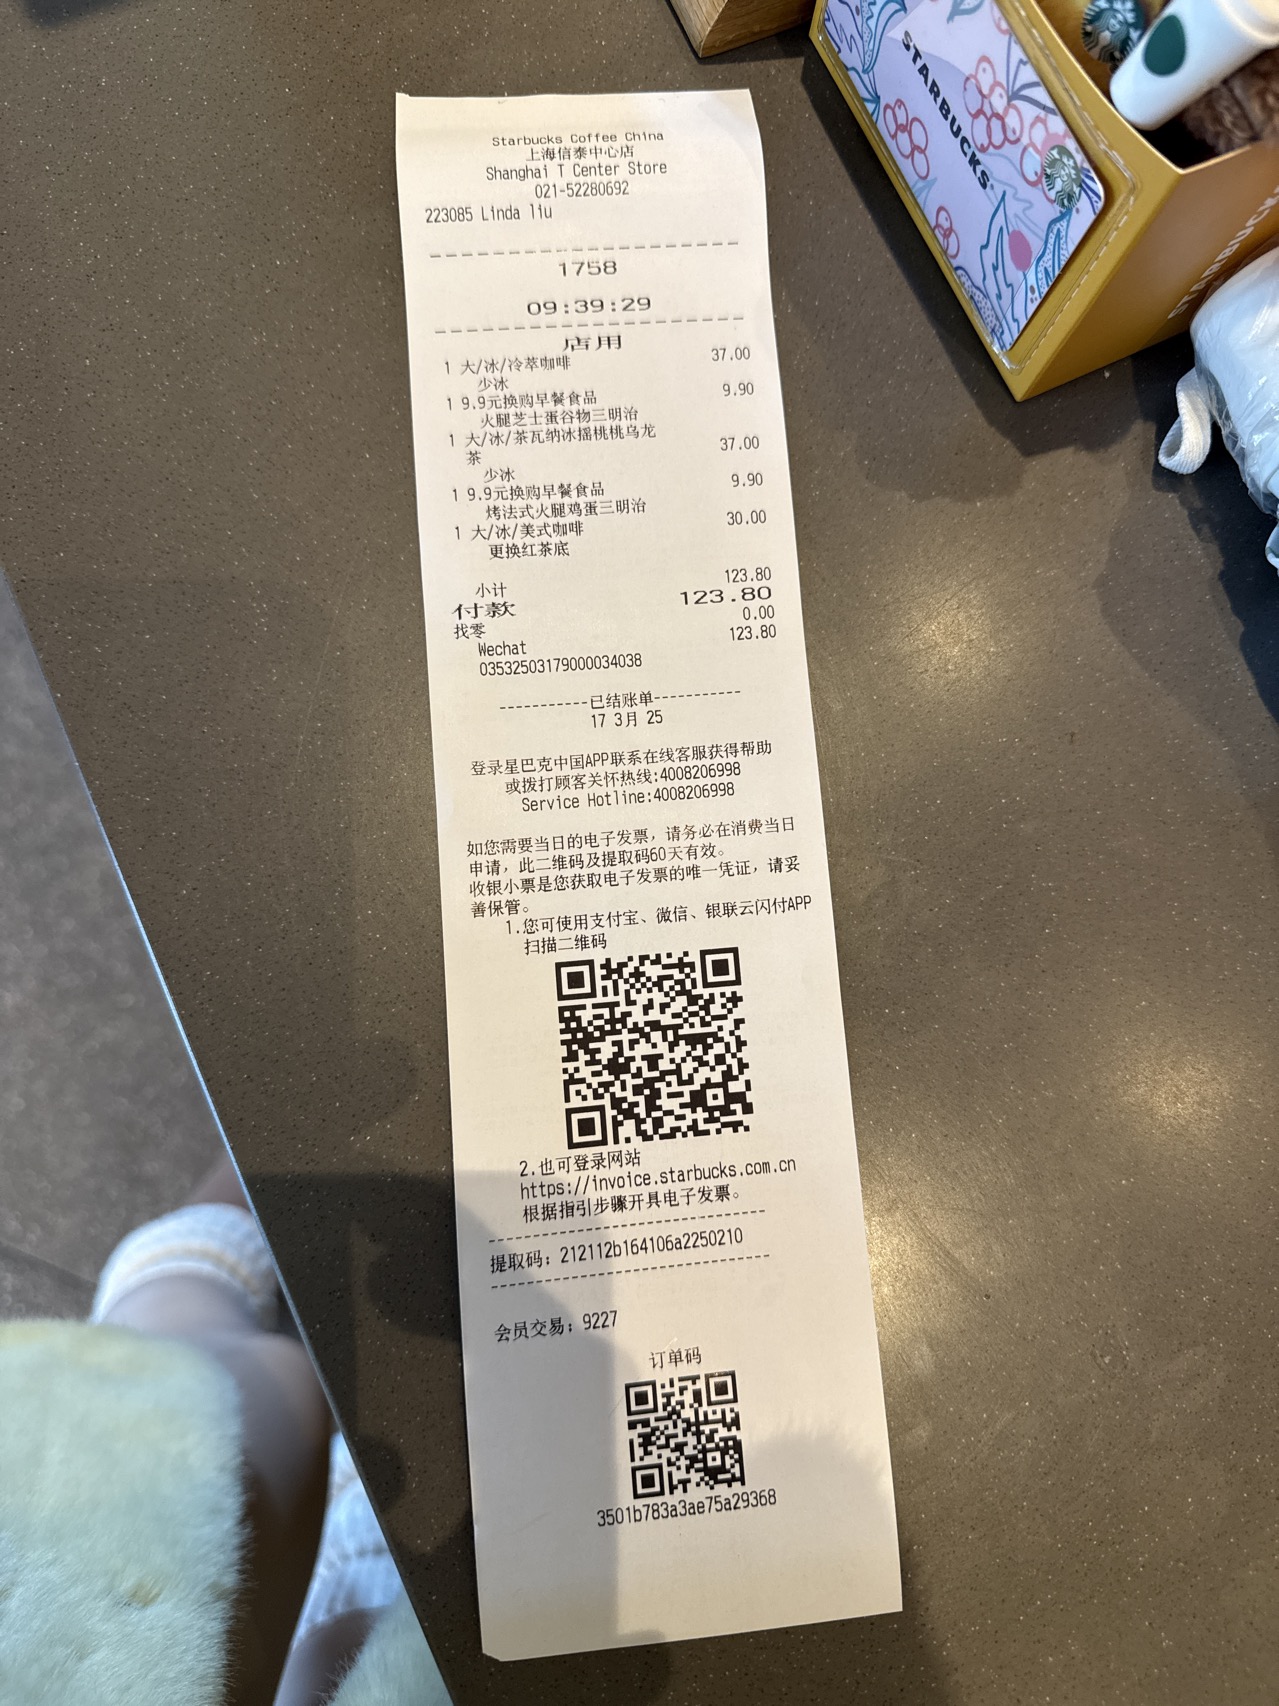 Starbucks Coffee China
上海信泰中心店
Shanghai T Center Store
021-52280692
223085 Linda liu
1758
09:39:29
店用
1 大/冰/冷萃咖啡 37.00
少冰
1 9.9元换购早餐食品 9.90
火腿芝士蛋谷物三明治
1 大/冰/茶瓦纳冰摇桃桃乌龙
茶 37.00
少冰
1 9.9元换购早餐食品 9.90
烤法式火腿鸡蛋三明治
1 大/冰/美式咖啡 30.00
更换红茶底
小计 123.80
付款 123.80
找零 0.00
Wechat 123.80
03532503179000034038
-----------已结账单-----------
17 3月 25
登录星巴克中国APP联系在线客服获得帮助
或拨打顾客关怀热线:4008206998
Service Hotline:4008206998
如您需要当日的电子发票，请务必在消费当日
申请，此二维码及提取码60天有效。
收银小票是您获取电子发票的唯一凭证，请妥
善保管。
1.您可使用支付宝、微信、银联云闪付APP
扫描二维码
2.也可登录网站
https://invoice.starbucks.com.cn
根据指引步骤开具电子发票。
提取码：212112b164106a2250210
会员交易：9227
订单码
3501b783a3ae75a29368
STARBUCKS
STARBUCKS